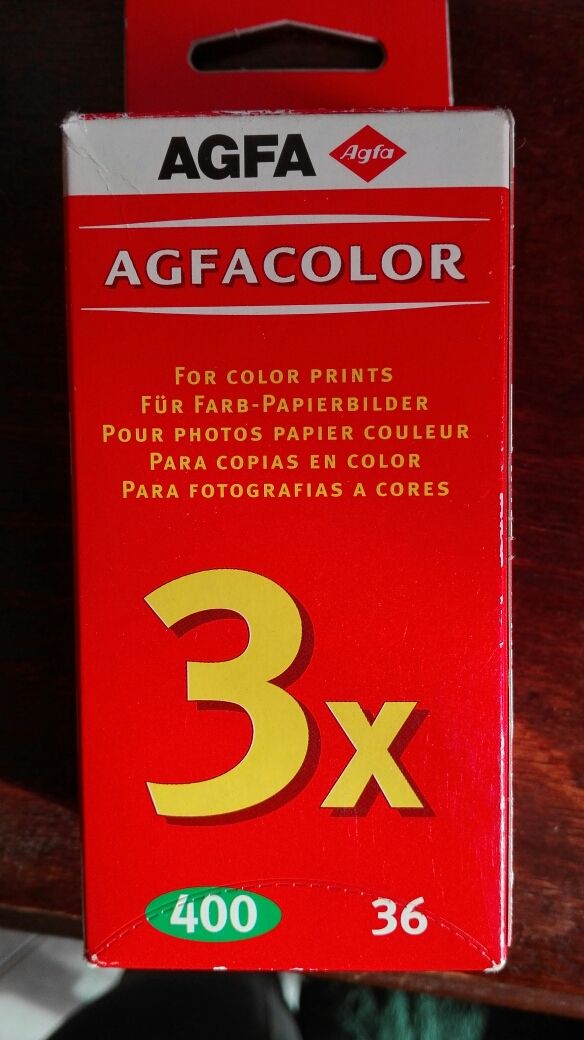 AGFA Agfa
AGFACOLOR
FOR COLOR PRINTS
FÜR FARB-PAPIERBILDER
POUR PHOTOS PAPIER COULEUR
PARA COPIAS EN COLOR
PARA FOTOGRAFIAS A CORES
3x
400 36